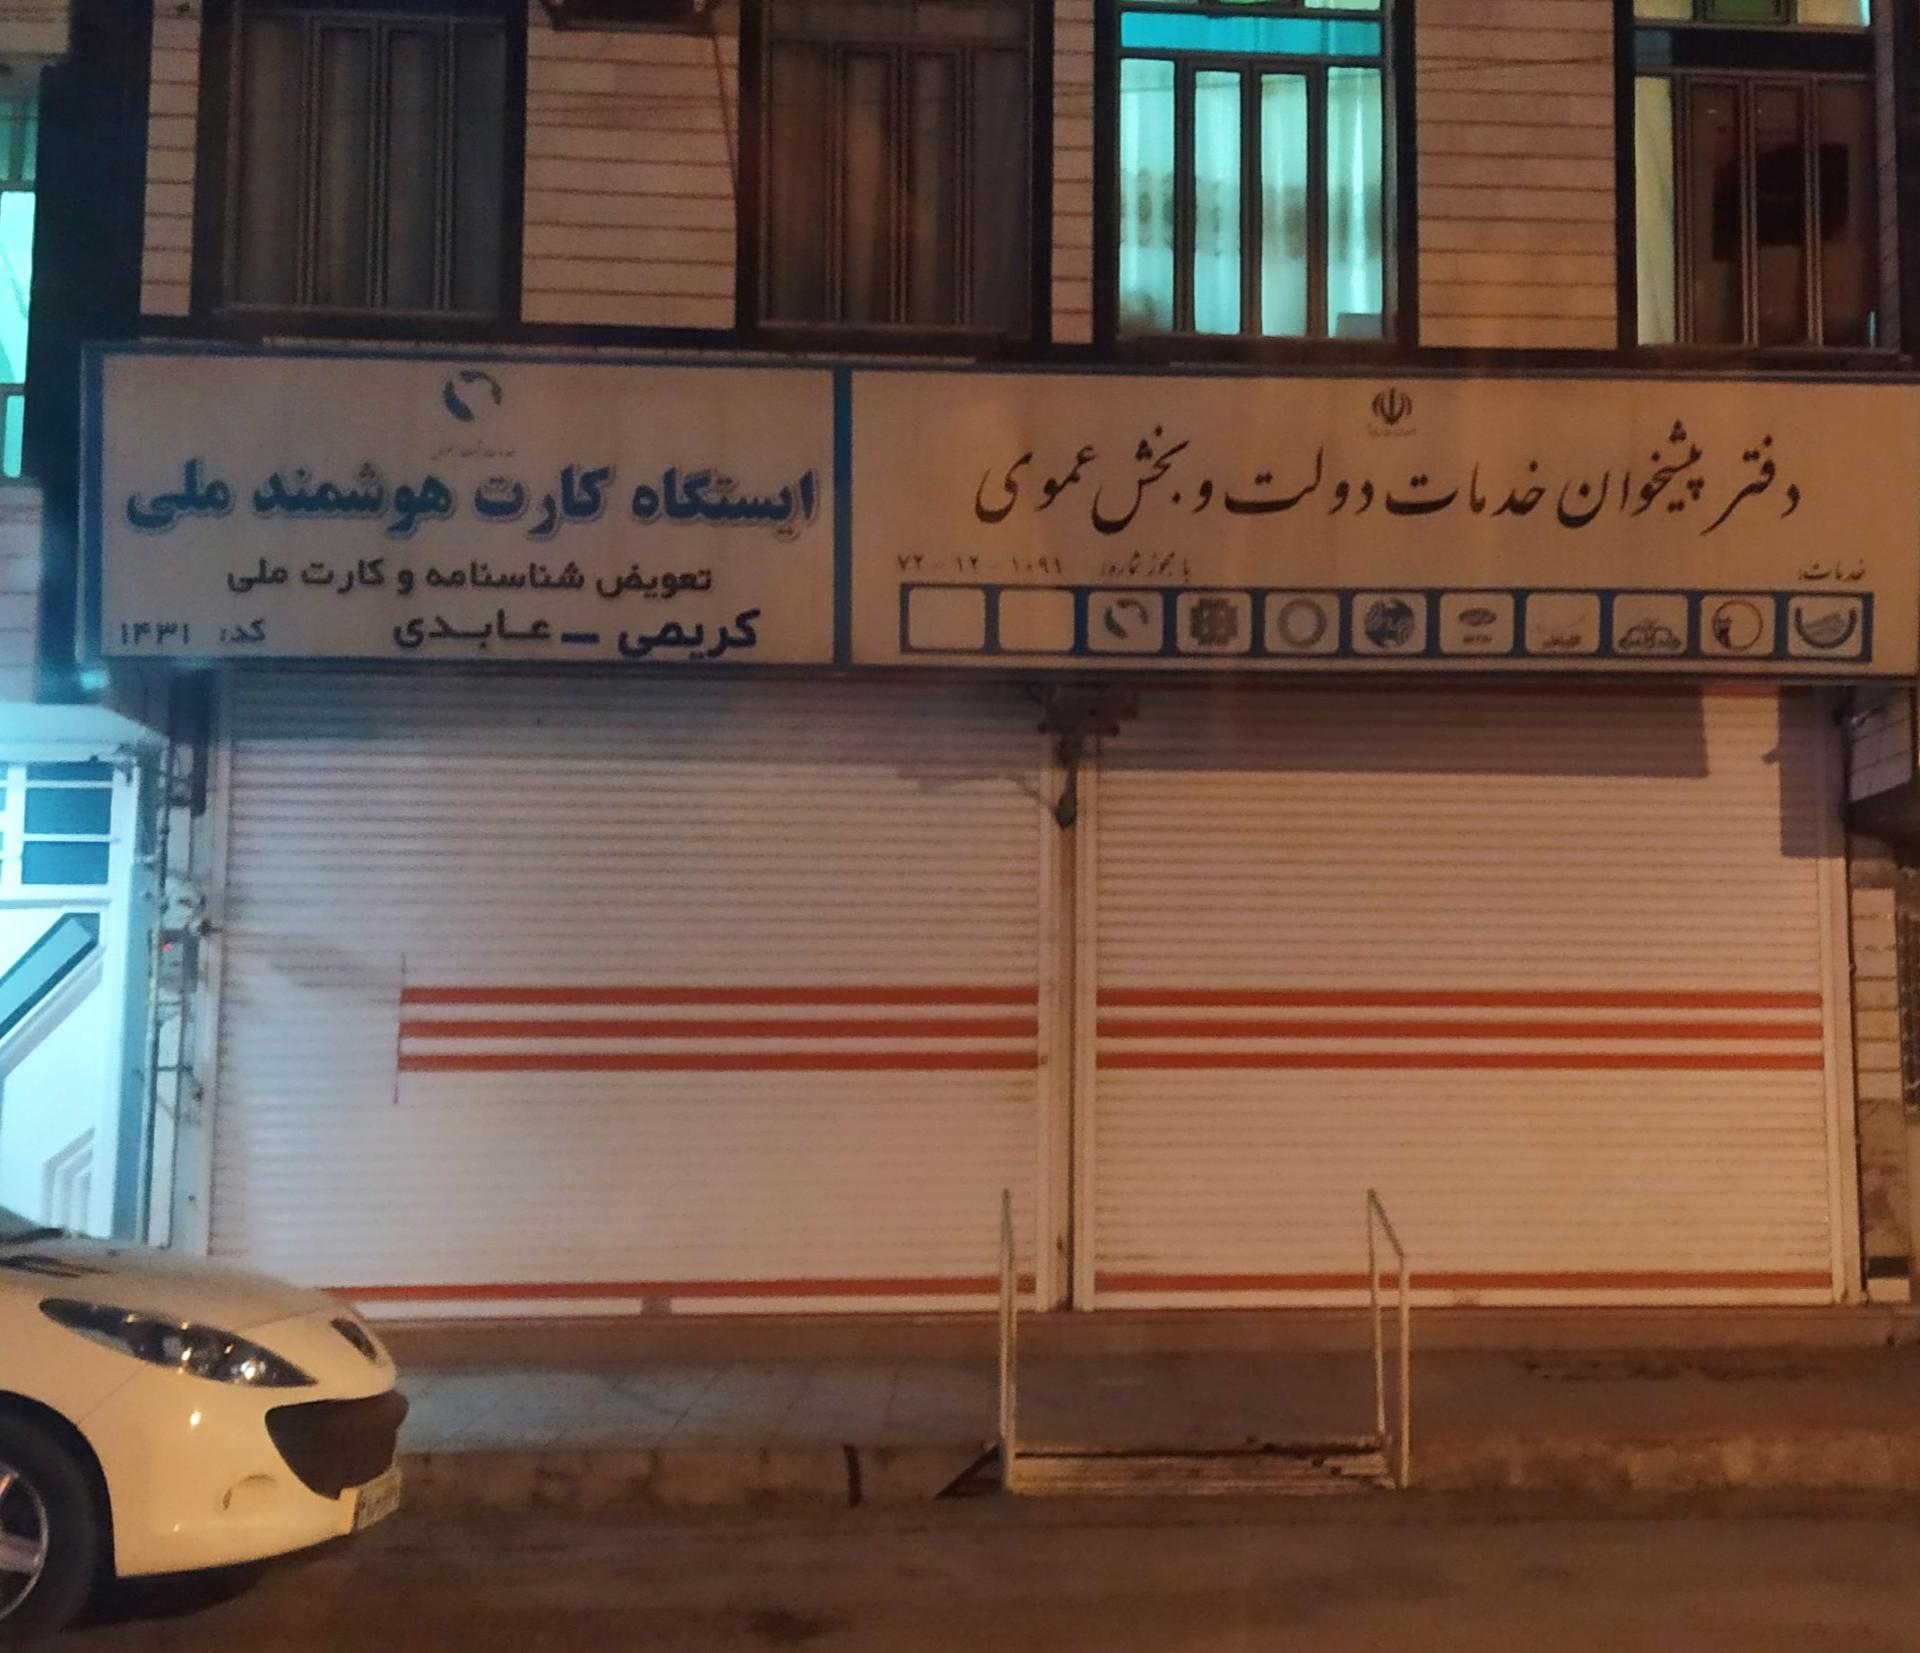 دفتر پیشخوان خدمات دولت و بخش عمومی
خدمات:
با مجوز شماره: ۱۰۹۱ - ۱۲ - ۷۲
ایستگاه کارت هوشمند ملی
تعویض شناسنامه و کارت ملی
کریمی - عابدی
کد: ۱۴۳۱